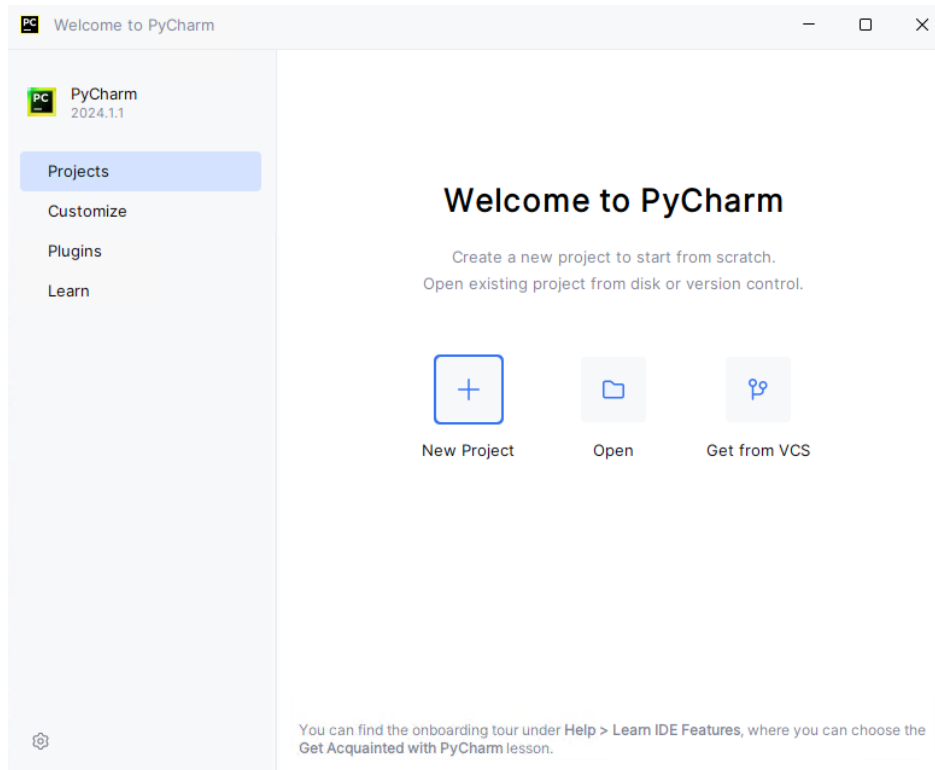 PC Welcome to PyCharm
PC PyCharm
2024.1.1
Projects
Customize
Plugins
Learn
Welcome to PyCharm
Create a new project to start from scratch.
Open existing project from disk or version control.
New Project
Open
Get from VCS
You can find the onboarding tour under Help > Learn IDE Features, where you can choose the
Get Acquainted with PyCharm lesson.